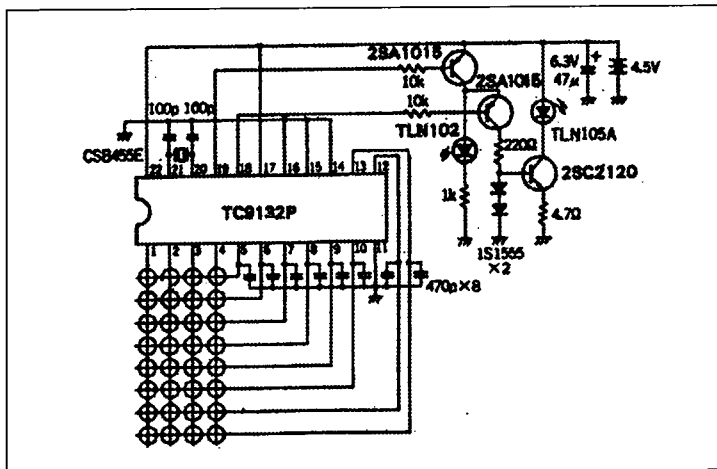 2SA1015
10k
2SA1015
6.3V
47μ
+
4.5V
10k
100p 100p
TLN102
TLN105A
CSB455E
220Ω
2SC2120
22 21 20 19 18 17 16 15 14 13 12
TC9132P
1k
4.7Ω
1S1555
×2
1 2 3 4 5 6 7 8 9 10 11
470p×8